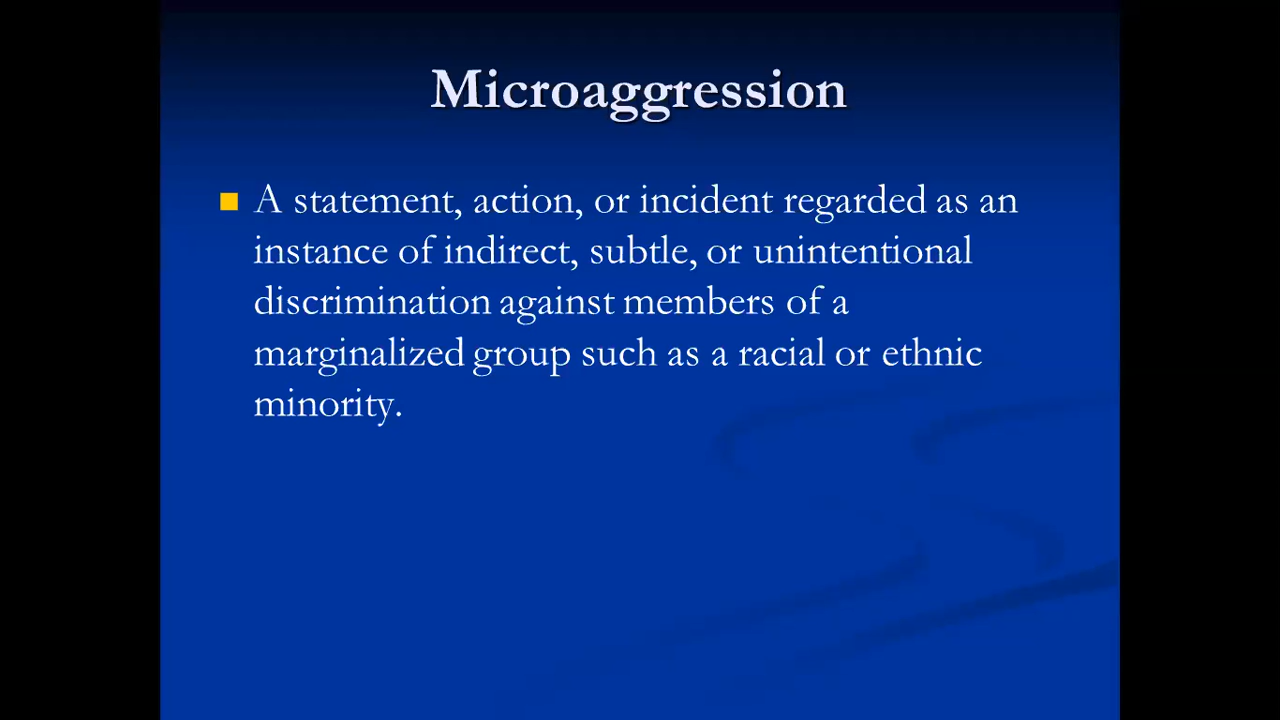 Microaggression
A statement, action, or incident regarded as an
instance of indirect, subtle, or unintentional
discrimination against members of a
marginalized group such as a racial or ethnic
minority.